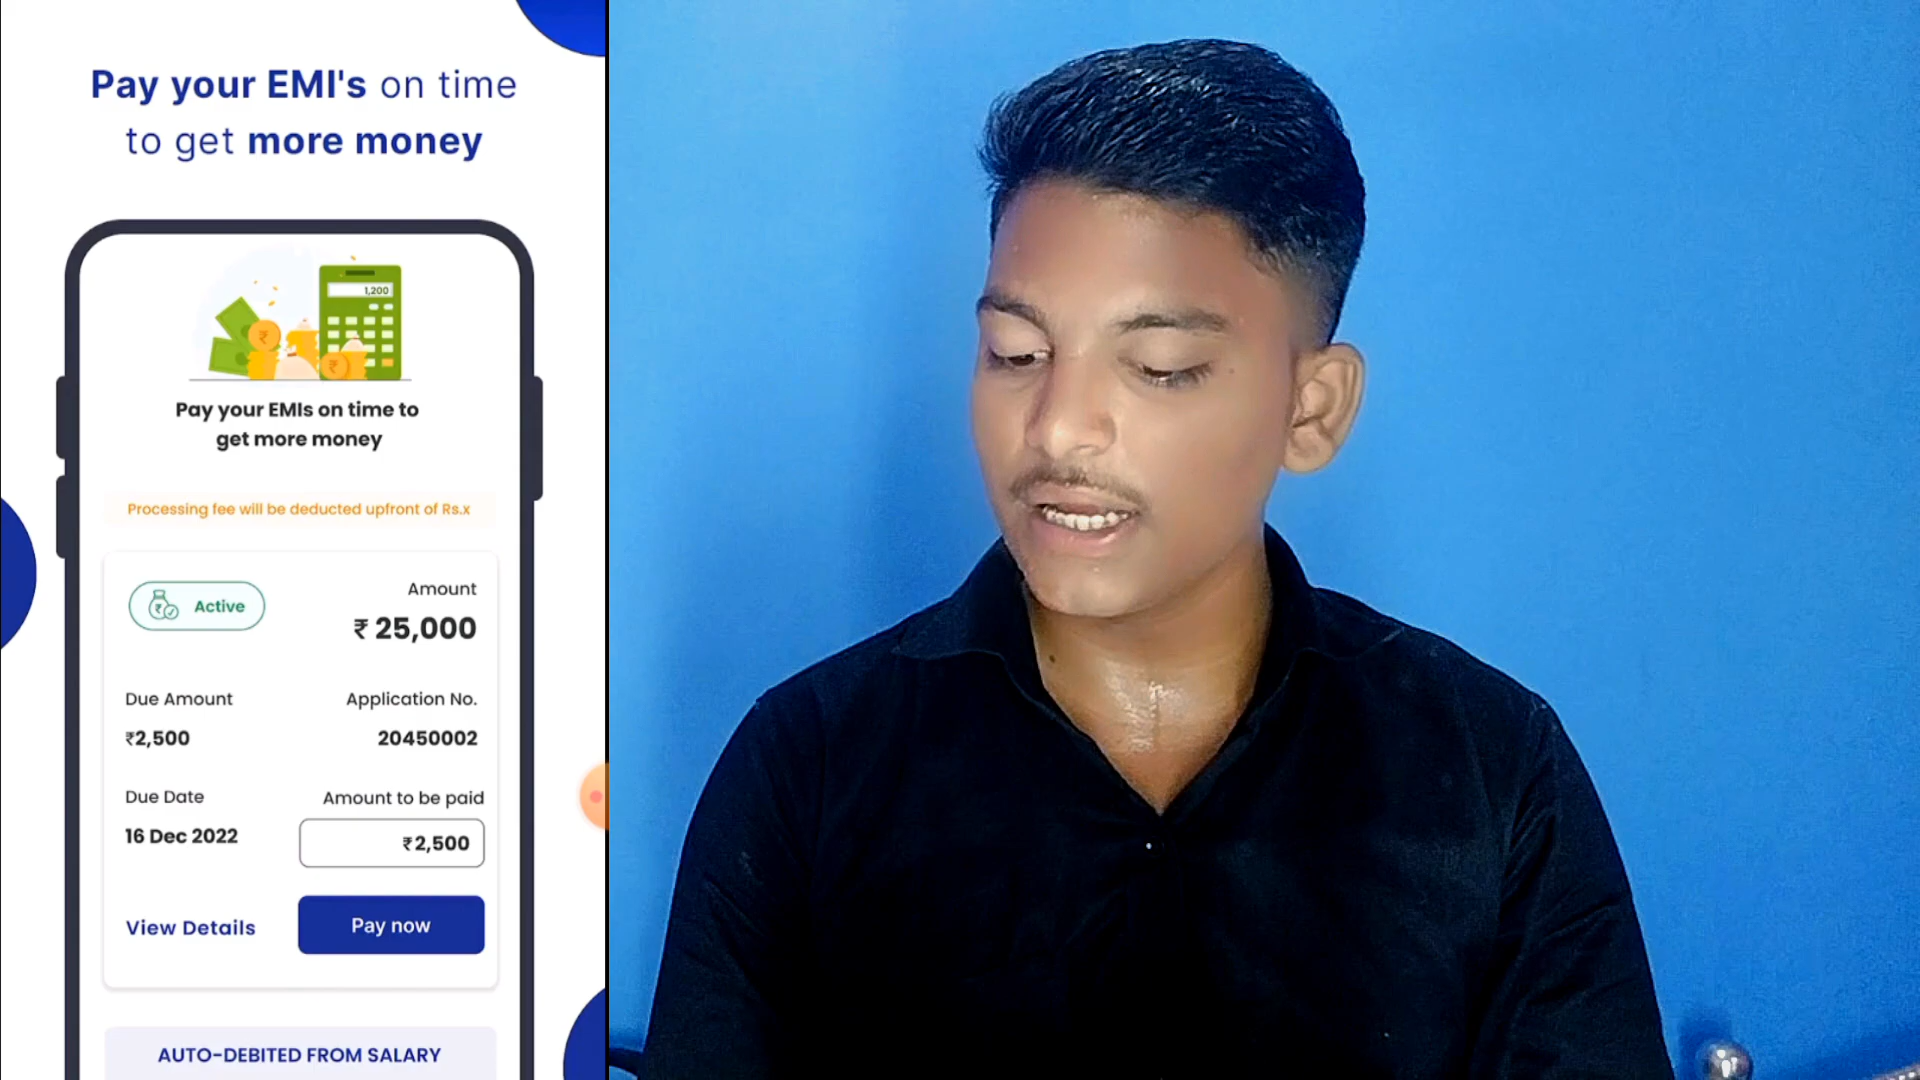 Pay your EMI's on time
to get more money
1,200
Pay your EMIs on time to
get more money
Processing fee will be deducted upfront of Rs.x
Active
Amount
₹ 25,000
Due Amount
Application No.
₹2,500
20450002
Due Date
Amount to be paid
16 Dec 2022
₹2,500
View Details
Pay now
AUTO-DEBITED FROM SALARY